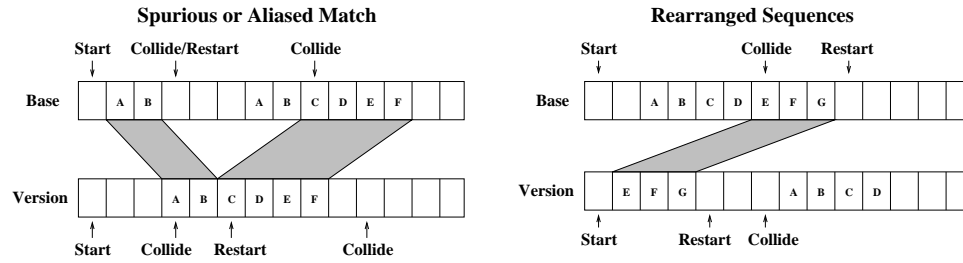 Spurious or Aliased Match
Start Collide/Restart Collide
Base A B A B C D E F
Version A B C D E F
Start Collide Restart Collide
Rearranged Sequences
Start Collide Restart
Base A B C D E F G
Version E F G A B C D
Start Restart Collide